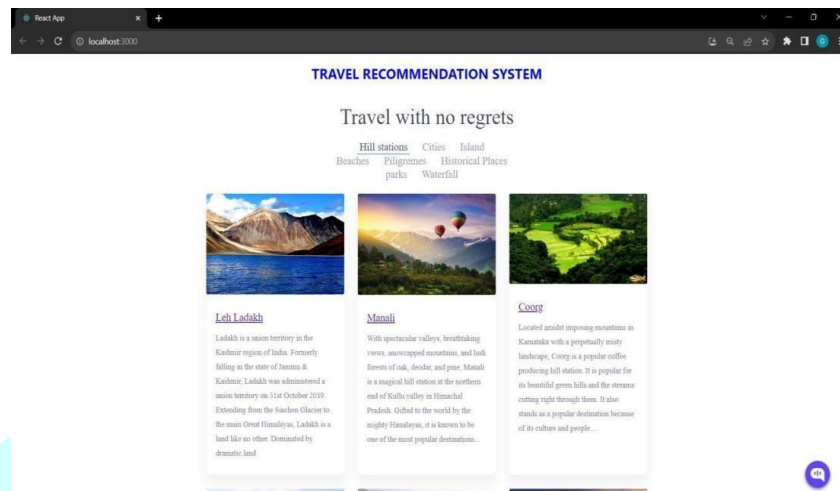 React App
localhost:3000
G
TRAVEL RECOMMENDATION SYSTEM
Travel with no regrets
Hill stations Cities Island
Beaches Piligremes Historical Places
parks Waterfall
Leh Ladakh
Ladakh is a union territory in the
Kashmir region of India. Formerly
falling in the state of Jammu &
Kashmir, Ladakh was administered a
union territory on 31st October 2019.
Extending from the Siachen Glacier to
the main Great Himalayas, Ladakh is a
land like no other. Dominated by
dramatic land
Manali
With spectacular valleys, breathtaking
views, snowcapped mountains, and lush
forests of oak, deodar, and pine, Manali
is a magical hill station at the northern
end of Kullu valley in Himachal
Pradesh. Gifted to the world by the
mighty Himalayas, it is known to be
one of the most popular destinations...
Coorg
Located amidst imposing mountains in
Karnataka with a perpetually misty
landscape, Coorg is a popular coffee
producing hill station. It is popular for
its beautiful green hills and the streams
cutting right through them. It also
stands as a popular destination because
of its culture and people....